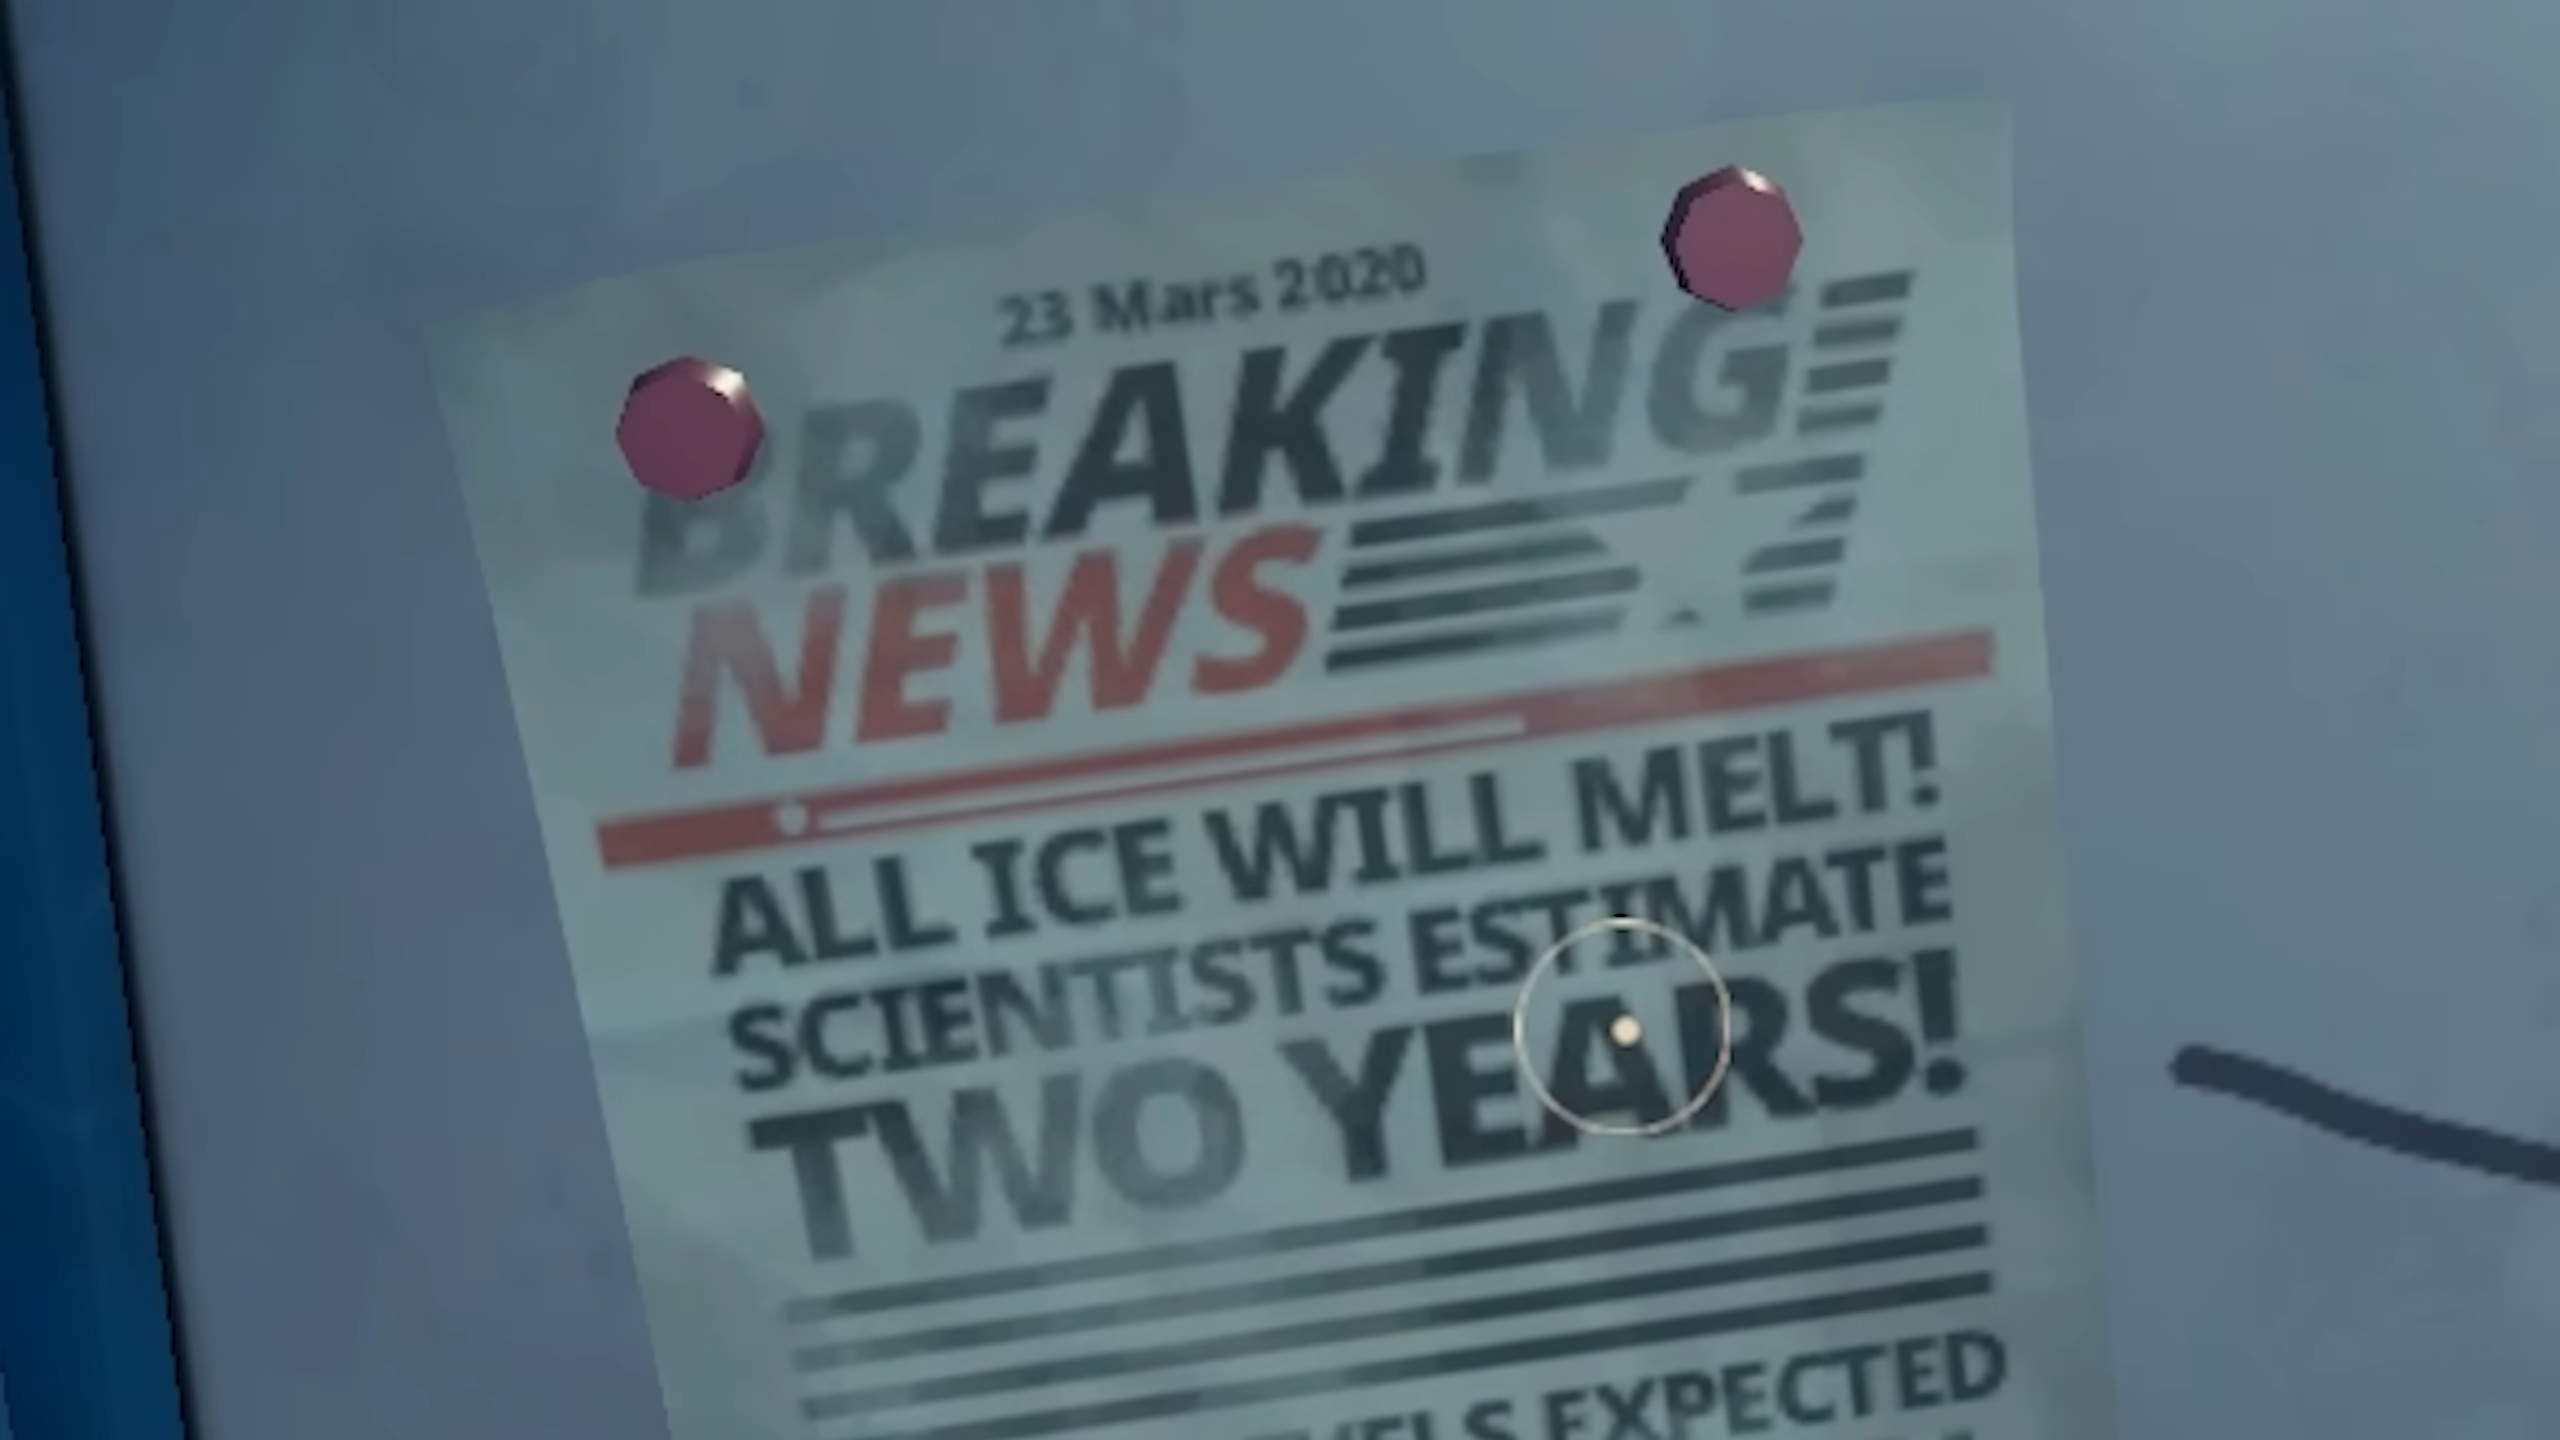 23 Mars 2020
BREAKING
NEWS
ALL ICE WILL MELT!
SCIENTISTS ESTIMATE
TWO YEARS!
EXPECTED